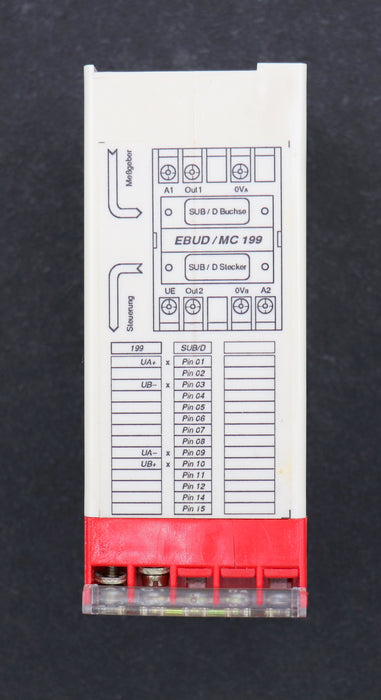 Meßgeber
A1 Out1 0VA
SUB / D Buchse
EBUD / MC 199
SUB / D Stecker
Steuerung
UE Out2 0VB A2
199 SUB/D
UA+ x Pin 01
Pin 02
UB– x Pin 03
Pin 04
Pin 05
Pin 06
Pin 07
Pin 08
UA– x Pin 09
UB+ x Pin 10
Pin 11
Pin 12
Pin 14
Pin 15